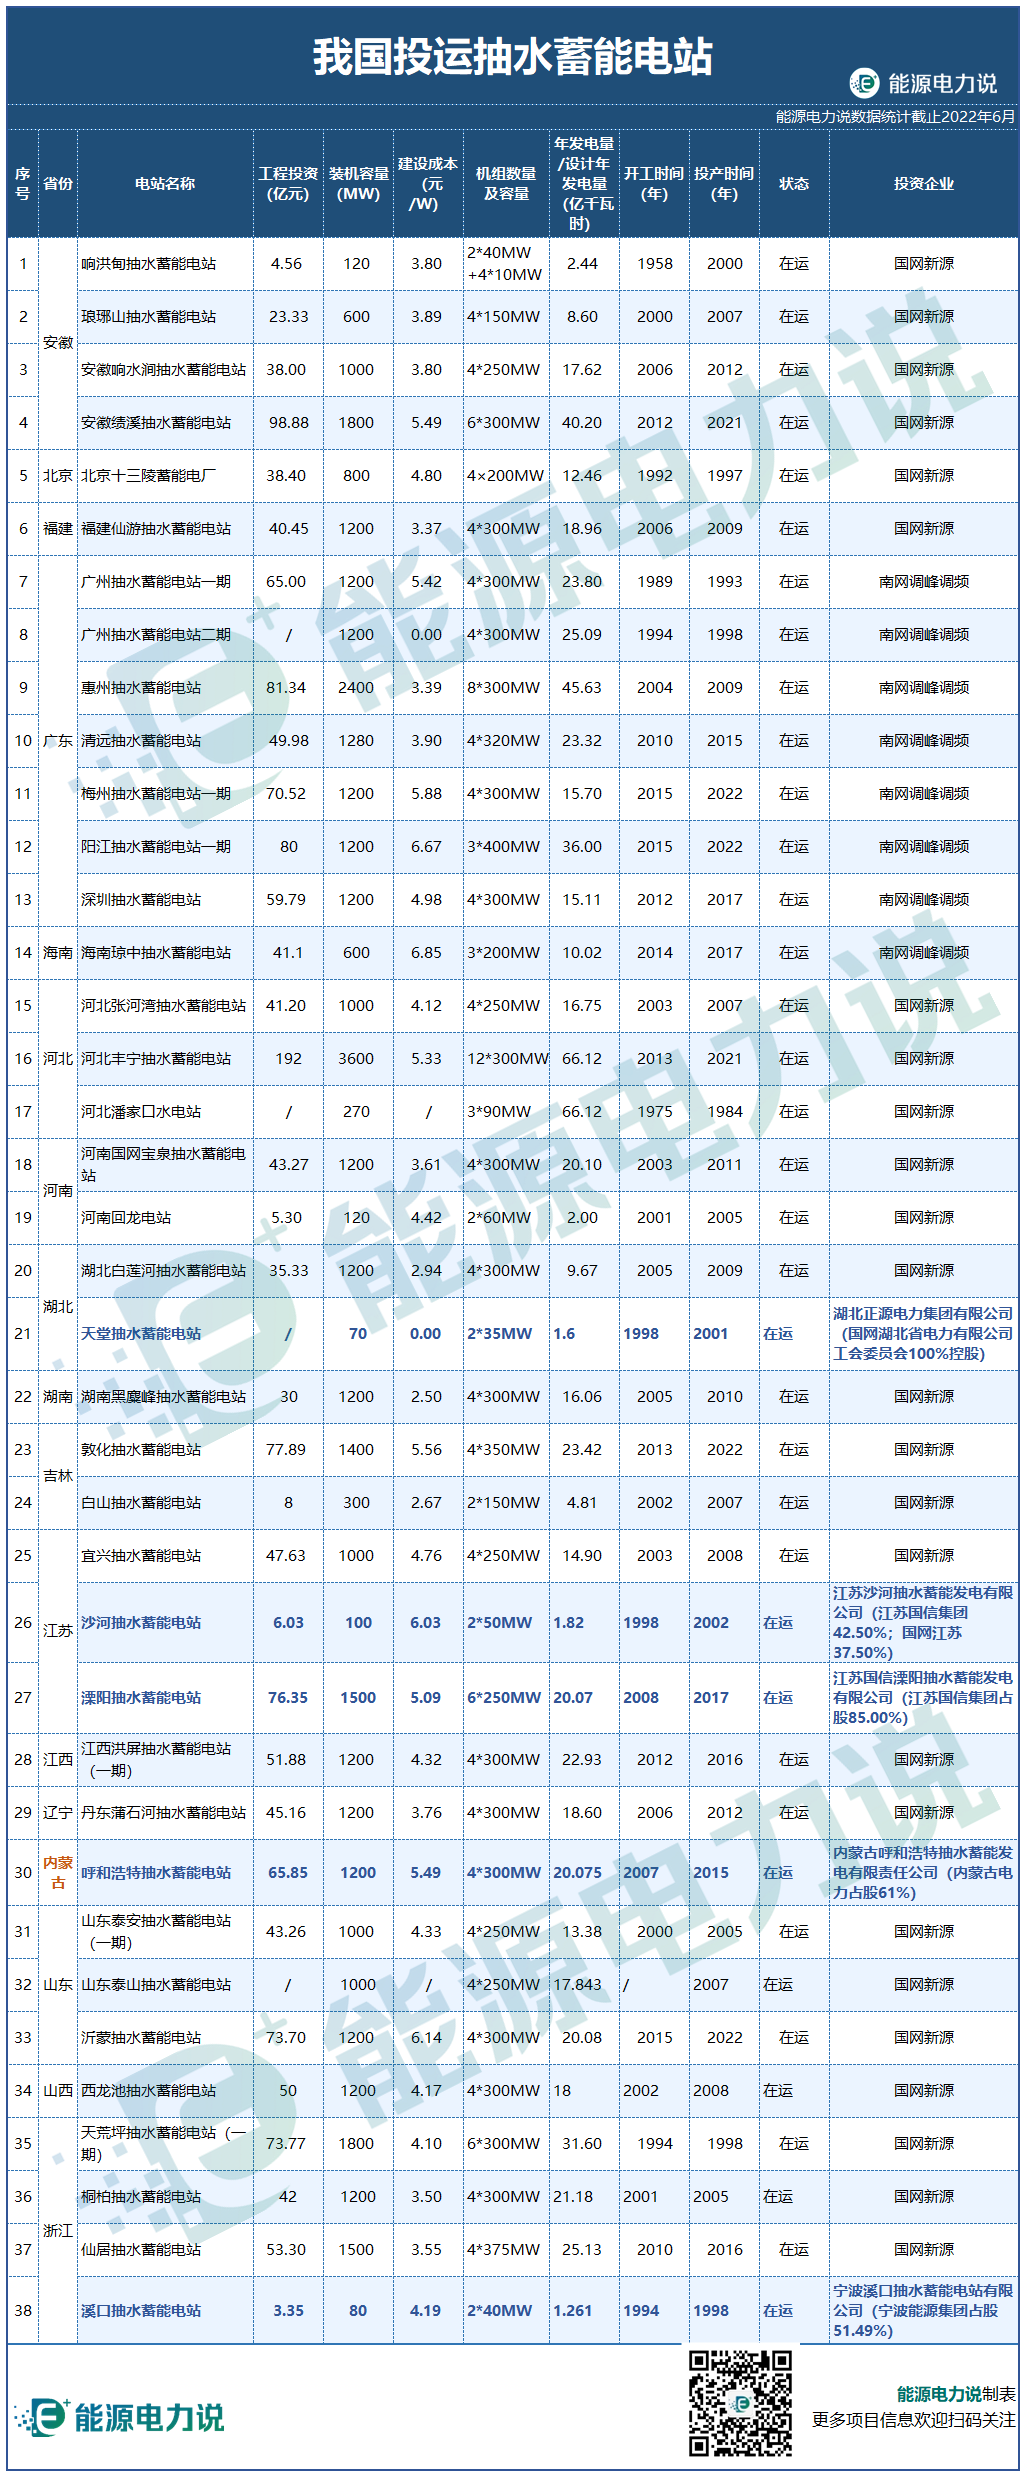 我国投运抽水蓄能电站
能源电力说
能源电力说数据统计截止2022年6月
序号 省份 电站名称 工程投资(亿元) 装机容量(MW) 建设成本(元/W) 机组数量及容量 年发电量/设计年发电量(亿千瓦时) 开工时间(年) 投产时间(年) 状态 投资企业
1 安徽 响洪甸抽水蓄能电站 4.56 120 3.80 2*40MW+4*10MW 2.44 1958 2000 在运 国网新源
2 琅琊山抽水蓄能电站 23.33 600 3.89 4*150MW 8.60 2000 2007 在运 国网新源
3 安徽响水涧抽水蓄能电站 38.00 1000 3.80 4*250MW 17.62 2006 2012 在运 国网新源
4 安徽绩溪抽水蓄能电站 98.88 1800 5.49 6*300MW 40.20 2012 2021 在运 国网新源
5 北京 北京十三陵蓄能电厂 38.40 800 4.80 4×200MW 12.46 1992 1997 在运 国网新源
6 福建 福建仙游抽水蓄能电站 40.45 1200 3.37 4*300MW 18.96 2006 2009 在运 国网新源
7 广东 广州抽水蓄能电站一期 65.00 1200 5.42 4*300MW 23.80 1989 1993 在运 南网调峰调频
8 广州抽水蓄能电站二期 / 1200 0.00 4*300MW 25.09 1994 1998 在运 南网调峰调频
9 惠州抽水蓄能电站 81.34 2400 3.39 8*300MW 45.63 2004 2009 在运 南网调峰调频
10 清远抽水蓄能电站 49.98 1280 3.90 4*320MW 23.32 2010 2015 在运 南网调峰调频
11 梅州抽水蓄能电站一期 70.52 1200 5.88 4*300MW 15.70 2015 2022 在运 南网调峰调频
12 阳江抽水蓄能电站一期 80 1200 6.67 3*400MW 36.00 2015 2022 在运 南网调峰调频
13 深圳抽水蓄能电站 59.79 1200 4.98 4*300MW 15.11 2012 2017 在运 南网调峰调频
14 海南 海南琼中抽水蓄能电站 41.1 600 6.85 3*200MW 10.02 2014 2017 在运 南网调峰调频
15 河北 河北张河湾抽水蓄能电站 41.20 1000 4.12 4*250MW 16.75 2003 2007 在运 国网新源
16 河北丰宁抽水蓄能电站 192 3600 5.33 12*300MW 66.12 2013 2021 在运 国网新源
17 河北潘家口水电站 / 270 / 3*90MW 66.12 1975 1984 在运 国网新源
18 河南 河南国网宝泉抽水蓄能电站 43.27 1200 3.61 4*300MW 20.10 2003 2011 在运 国网新源
19 河南回龙电站 5.30 120 4.42 2*60MW 2.00 2001 2005 在运 国网新源
20 湖北 湖北白莲河抽水蓄能电站 35.33 1200 2.94 4*300MW 9.67 2005 2009 在运 国网新源
21 天堂抽水蓄能电站 / 70 0.00 2*35MW 1.6 1998 2001 在运 湖北正源电力集团有限公司（国网湖北省电力有限公司工会委员会100%控股)
22 湖南 湖南黑麋峰抽水蓄能电站 30 1200 2.50 4*300MW 16.06 2005 2010 在运 国网新源
23 吉林 敦化抽水蓄能电站 77.89 1400 5.56 4*350MW 23.42 2013 2022 在运 国网新源
24 白山抽水蓄能电站 8 300 2.67 2*150MW 4.81 2002 2007 在运 国网新源
25 江苏 宜兴抽水蓄能电站 47.63 1000 4.76 4*250MW 14.90 2003 2008 在运 国网新源
26 沙河抽水蓄能电站 6.03 100 6.03 2*50MW 1.82 1998 2002 在运 江苏沙河抽水蓄能发电有限公司（江苏国信集团42.50%；国网江苏37.50%）
27 溧阳抽水蓄能电站 76.35 1500 5.09 6*250MW 20.07 2008 2017 在运 江苏国信溧阳抽水蓄能发电有限公司（江苏国信集团占股85.00%）
28 江西 江西洪屏抽水蓄能电站（一期） 51.88 1200 4.32 4*300MW 22.93 2012 2016 在运 国网新源
29 辽宁 丹东蒲石河抽水蓄能电站 45.16 1200 3.76 4*300MW 18.60 2006 2012 在运 国网新源
30 内蒙古 呼和浩特抽水蓄能电站 65.85 1200 5.49 4*300MW 20.075 2007 2015 在运 内蒙古呼和浩特抽水蓄能发电有限责任公司（内蒙古电力占股61%）
31 山东 山东泰安抽水蓄能电站（一期） 43.26 1000 4.33 4*250MW 13.38 2000 2005 在运 国网新源
32 山东泰山抽水蓄能电站 / 1000 / 4*250MW 17.843 / 2007 在运 国网新源
33 沂蒙抽水蓄能电站 73.70 1200 6.14 4*300MW 20.08 2015 2022 在运 国网新源
34 山西 西龙池抽水蓄能电站 50 1200 4.17 4*300MW 18 2002 2008 在运 国网新源
35 浙江 天荒坪抽水蓄能电站（一期） 73.77 1800 4.10 6*300MW 31.60 1994 1998 在运 国网新源
36 桐柏抽水蓄能电站 42 1200 3.50 4*300MW 21.18 2001 2005 在运 国网新源
37 仙居抽水蓄能电站 53.30 1500 3.55 4*375MW 25.13 2010 2016 在运 国网新源
38 溪口抽水蓄能电站 3.35 80 4.19 2*40MW 1.261 1994 1998 在运 宁波溪口抽水蓄能电站有限公司（宁波能源集团占股51.49%）
能源电力说
能源电力说制表
更多项目信息欢迎扫码关注